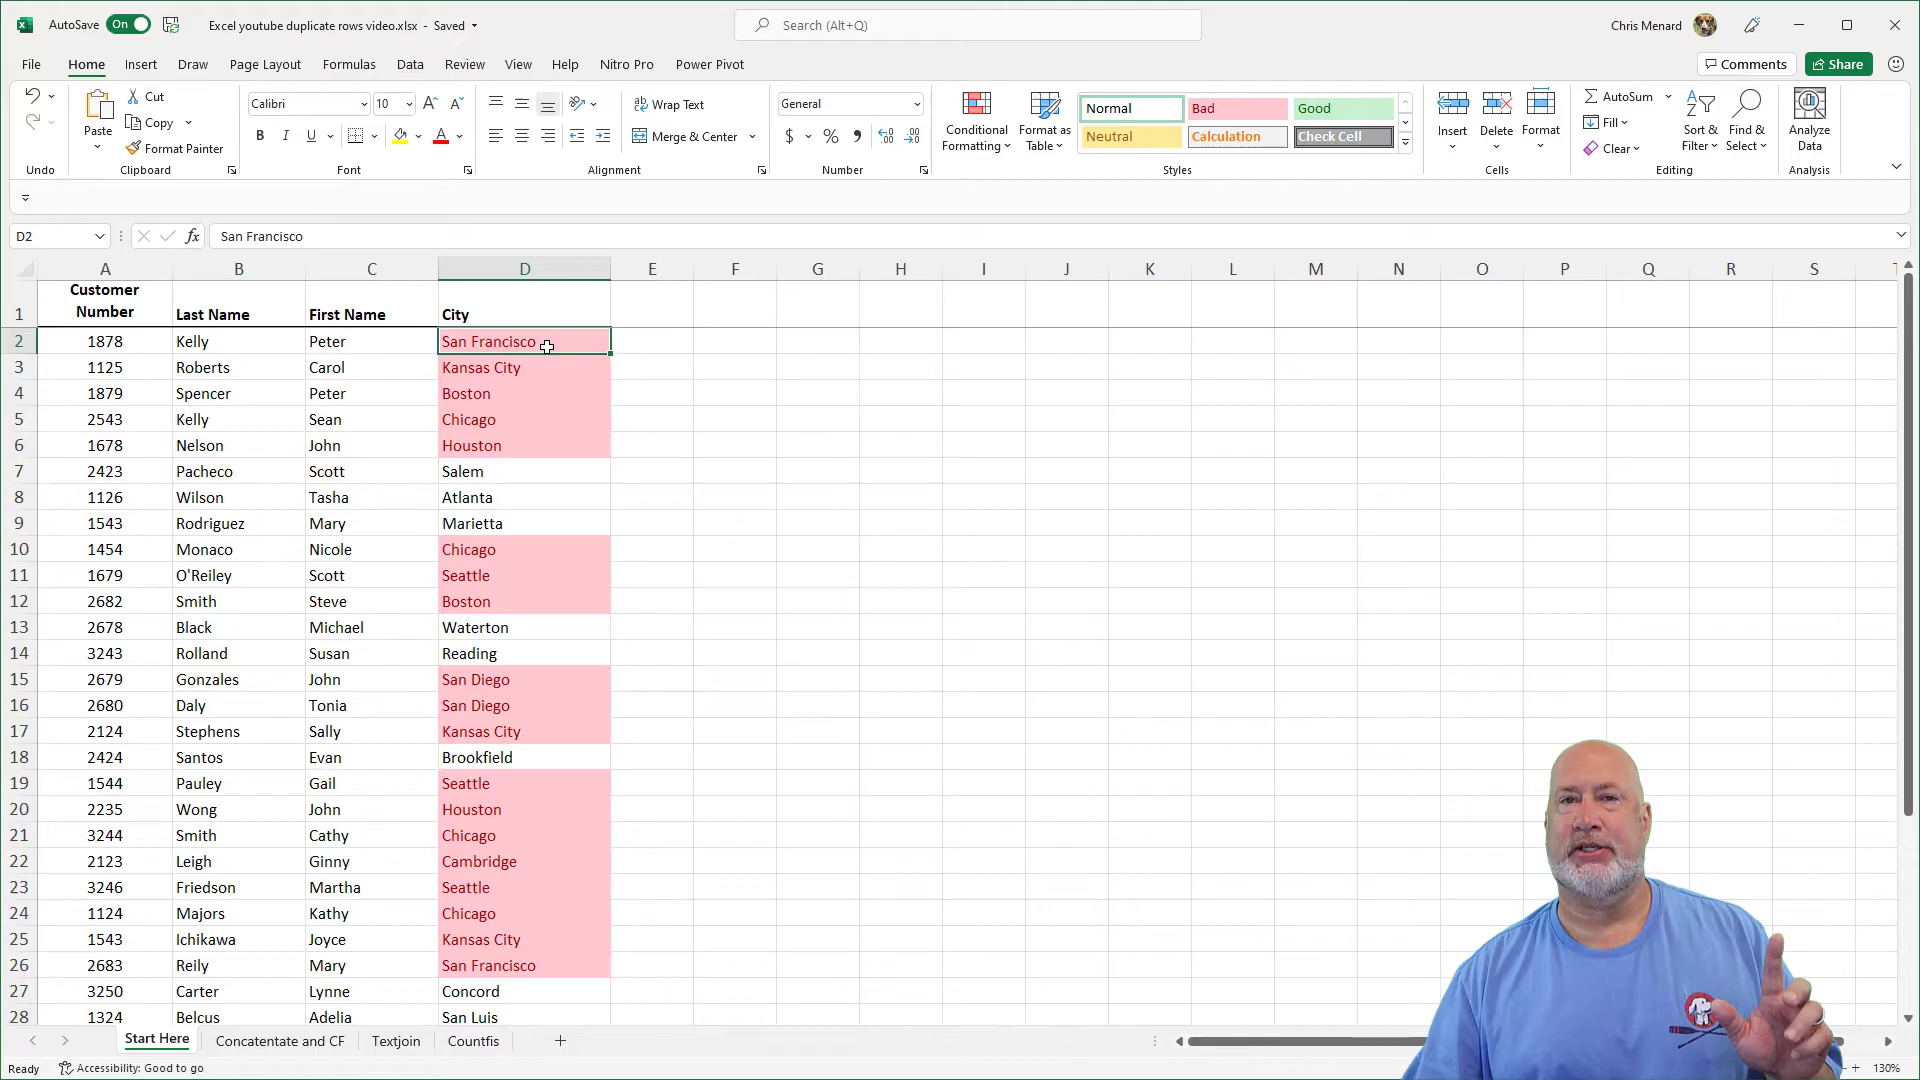 AutoSave On Excel youtube duplicate rows video.xlsx - Saved Search (Alt+Q) Chris Menard
File Home Insert Draw Page Layout Formulas Data Review View Help Nitro Pro Power Pivot Comments Share
Cut
Copy
Format Painter
Paste
Calibri 10
B I U
Wrap Text
Merge & Center
General
$ % ,
Conditional Formatting
Format as Table
Normal Bad Good
Neutral Calculation Check Cell
Insert Delete Format
AutoSum
Fill
Clear
Sort & Filter
Find & Select
Analyze Data
Undo Clipboard Font Alignment Number Styles Cells Editing Analysis
D2 fx San Francisco
A B C D E F G H I J K L M N O P Q R S
1 Customer Number Last Name First Name City
2 1878 Kelly Peter San Francisco
3 1125 Roberts Carol Kansas City
4 1879 Spencer Peter Boston
5 2543 Kelly Sean Chicago
6 1678 Nelson John Houston
7 2423 Pacheco Scott Salem
8 1126 Wilson Tasha Atlanta
9 1543 Rodriguez Mary Marietta
10 1454 Monaco Nicole Chicago
11 1679 O'Reiley Scott Seattle
12 2682 Smith Steve Boston
13 2678 Black Michael Waterton
14 3243 Rolland Susan Reading
15 2679 Gonzales John San Diego
16 2680 Daly Tonia San Diego
17 2124 Stephens Sally Kansas City
18 2424 Santos Evan Brookfield
19 1544 Pauley Gail Seattle
20 2235 Wong John Houston
21 3244 Smith Cathy Chicago
22 2123 Leigh Ginny Cambridge
23 3246 Friedson Martha Seattle
24 1124 Majors Kathy Chicago
25 1543 Ichikawa Joyce Kansas City
26 2683 Reily Mary San Francisco
27 3250 Carter Lynne Concord
28 1324 Belcus Adelia San Luis
Start Here Concatentate and CF Textjoin Countfis
Ready Accessibility: Good to go 130%